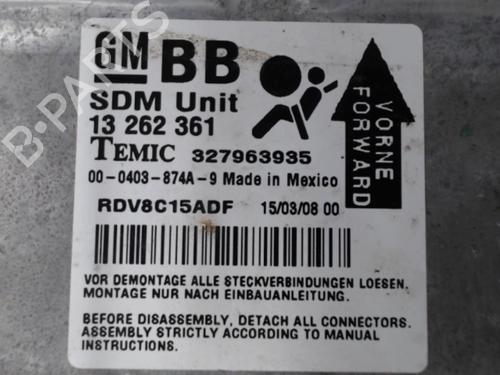 GM BB
SDM Unit
13 262 361
TEMIC 327963935
00-0403-874A-9 Made in Mexico
RDV8C15ADF 15/03/08 00
VORNE
FORWARD
VOR DEMONTAGE ALLE STECKVERBINDUNGEN LOESEN.
MONTAGE NUR NACH EINBAUANLEITUNG.
BEFORE DISASSEMBLY, DETACH ALL CONNECTORS.
ASSEMBLY STRICTLY ACCORDING TO MANUAL
INSTRUCTIONS.
B-PARTS